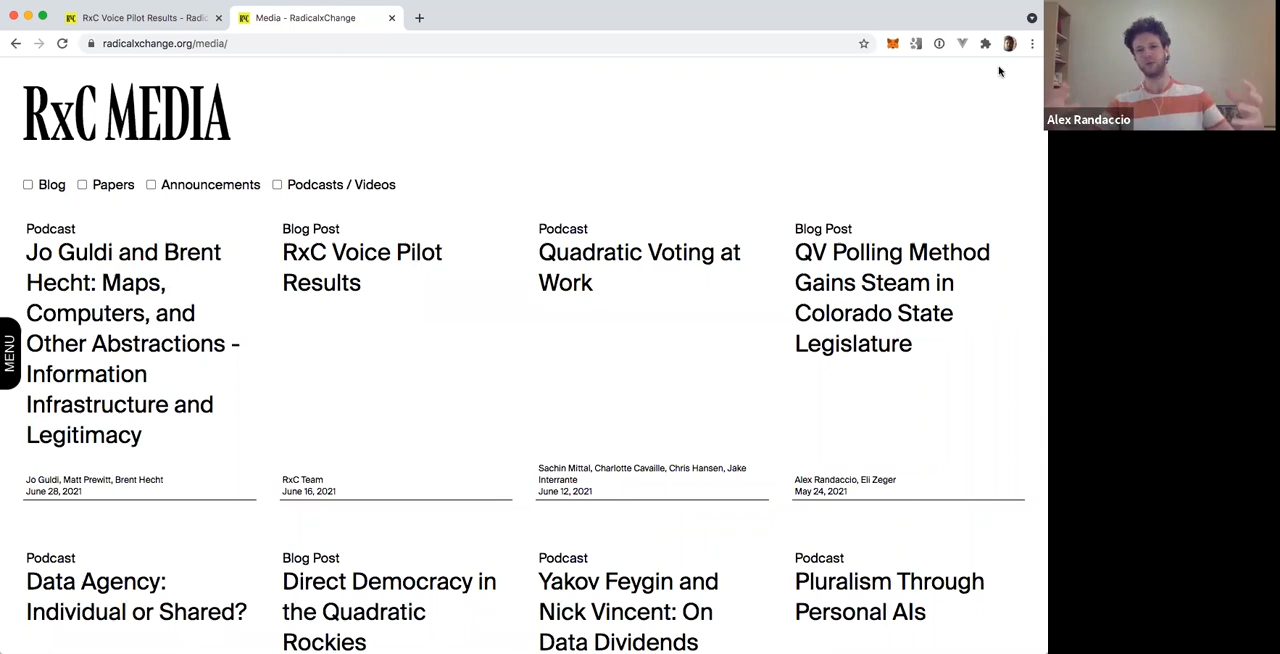 RxC Voice Pilot Results - Radic
Media - RadicalxChange
radicalxchange.org/media/
Alex Randaccio
RxC MEDIA
Blog
Papers
Announcements
Podcasts / Videos
MENU
Podcast
Jo Guldi and Brent
Hecht: Maps,
Computers, and
Other Abstractions -
Information
Infrastructure and
Legitimacy
Jo Guldi, Matt Prewitt, Brent Hecht
June 28, 2021
Blog Post
RxC Voice Pilot
Results
RxC Team
June 16, 2021
Podcast
Quadratic Voting at
Work
Sachin Mittal, Charlotte Cavaille, Chris Hansen, Jake
Interrante
June 12, 2021
Blog Post
QV Polling Method
Gains Steam in
Colorado State
Legislature
Alex Randaccio, Eli Zeger
May 24, 2021
Podcast
Data Agency:
Individual or Shared?
Blog Post
Direct Democracy in
the Quadratic
Rockies
Podcast
Yakov Feygin and
Nick Vincent: On
Data Dividends
Podcast
Pluralism Through
Personal AIs